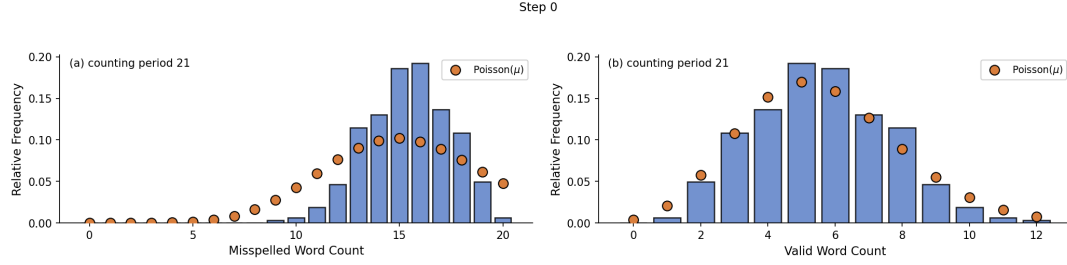 Step 0
(a) counting period 21
Poisson(μ)
Relative Frequency
0.20
0.15
0.10
0.05
0.00
0 5 10 15 20
Misspelled Word Count
(b) counting period 21
Poisson(μ)
Relative Frequency
0.20
0.15
0.10
0.05
0.00
0 2 4 6 8 10 12
Valid Word Count